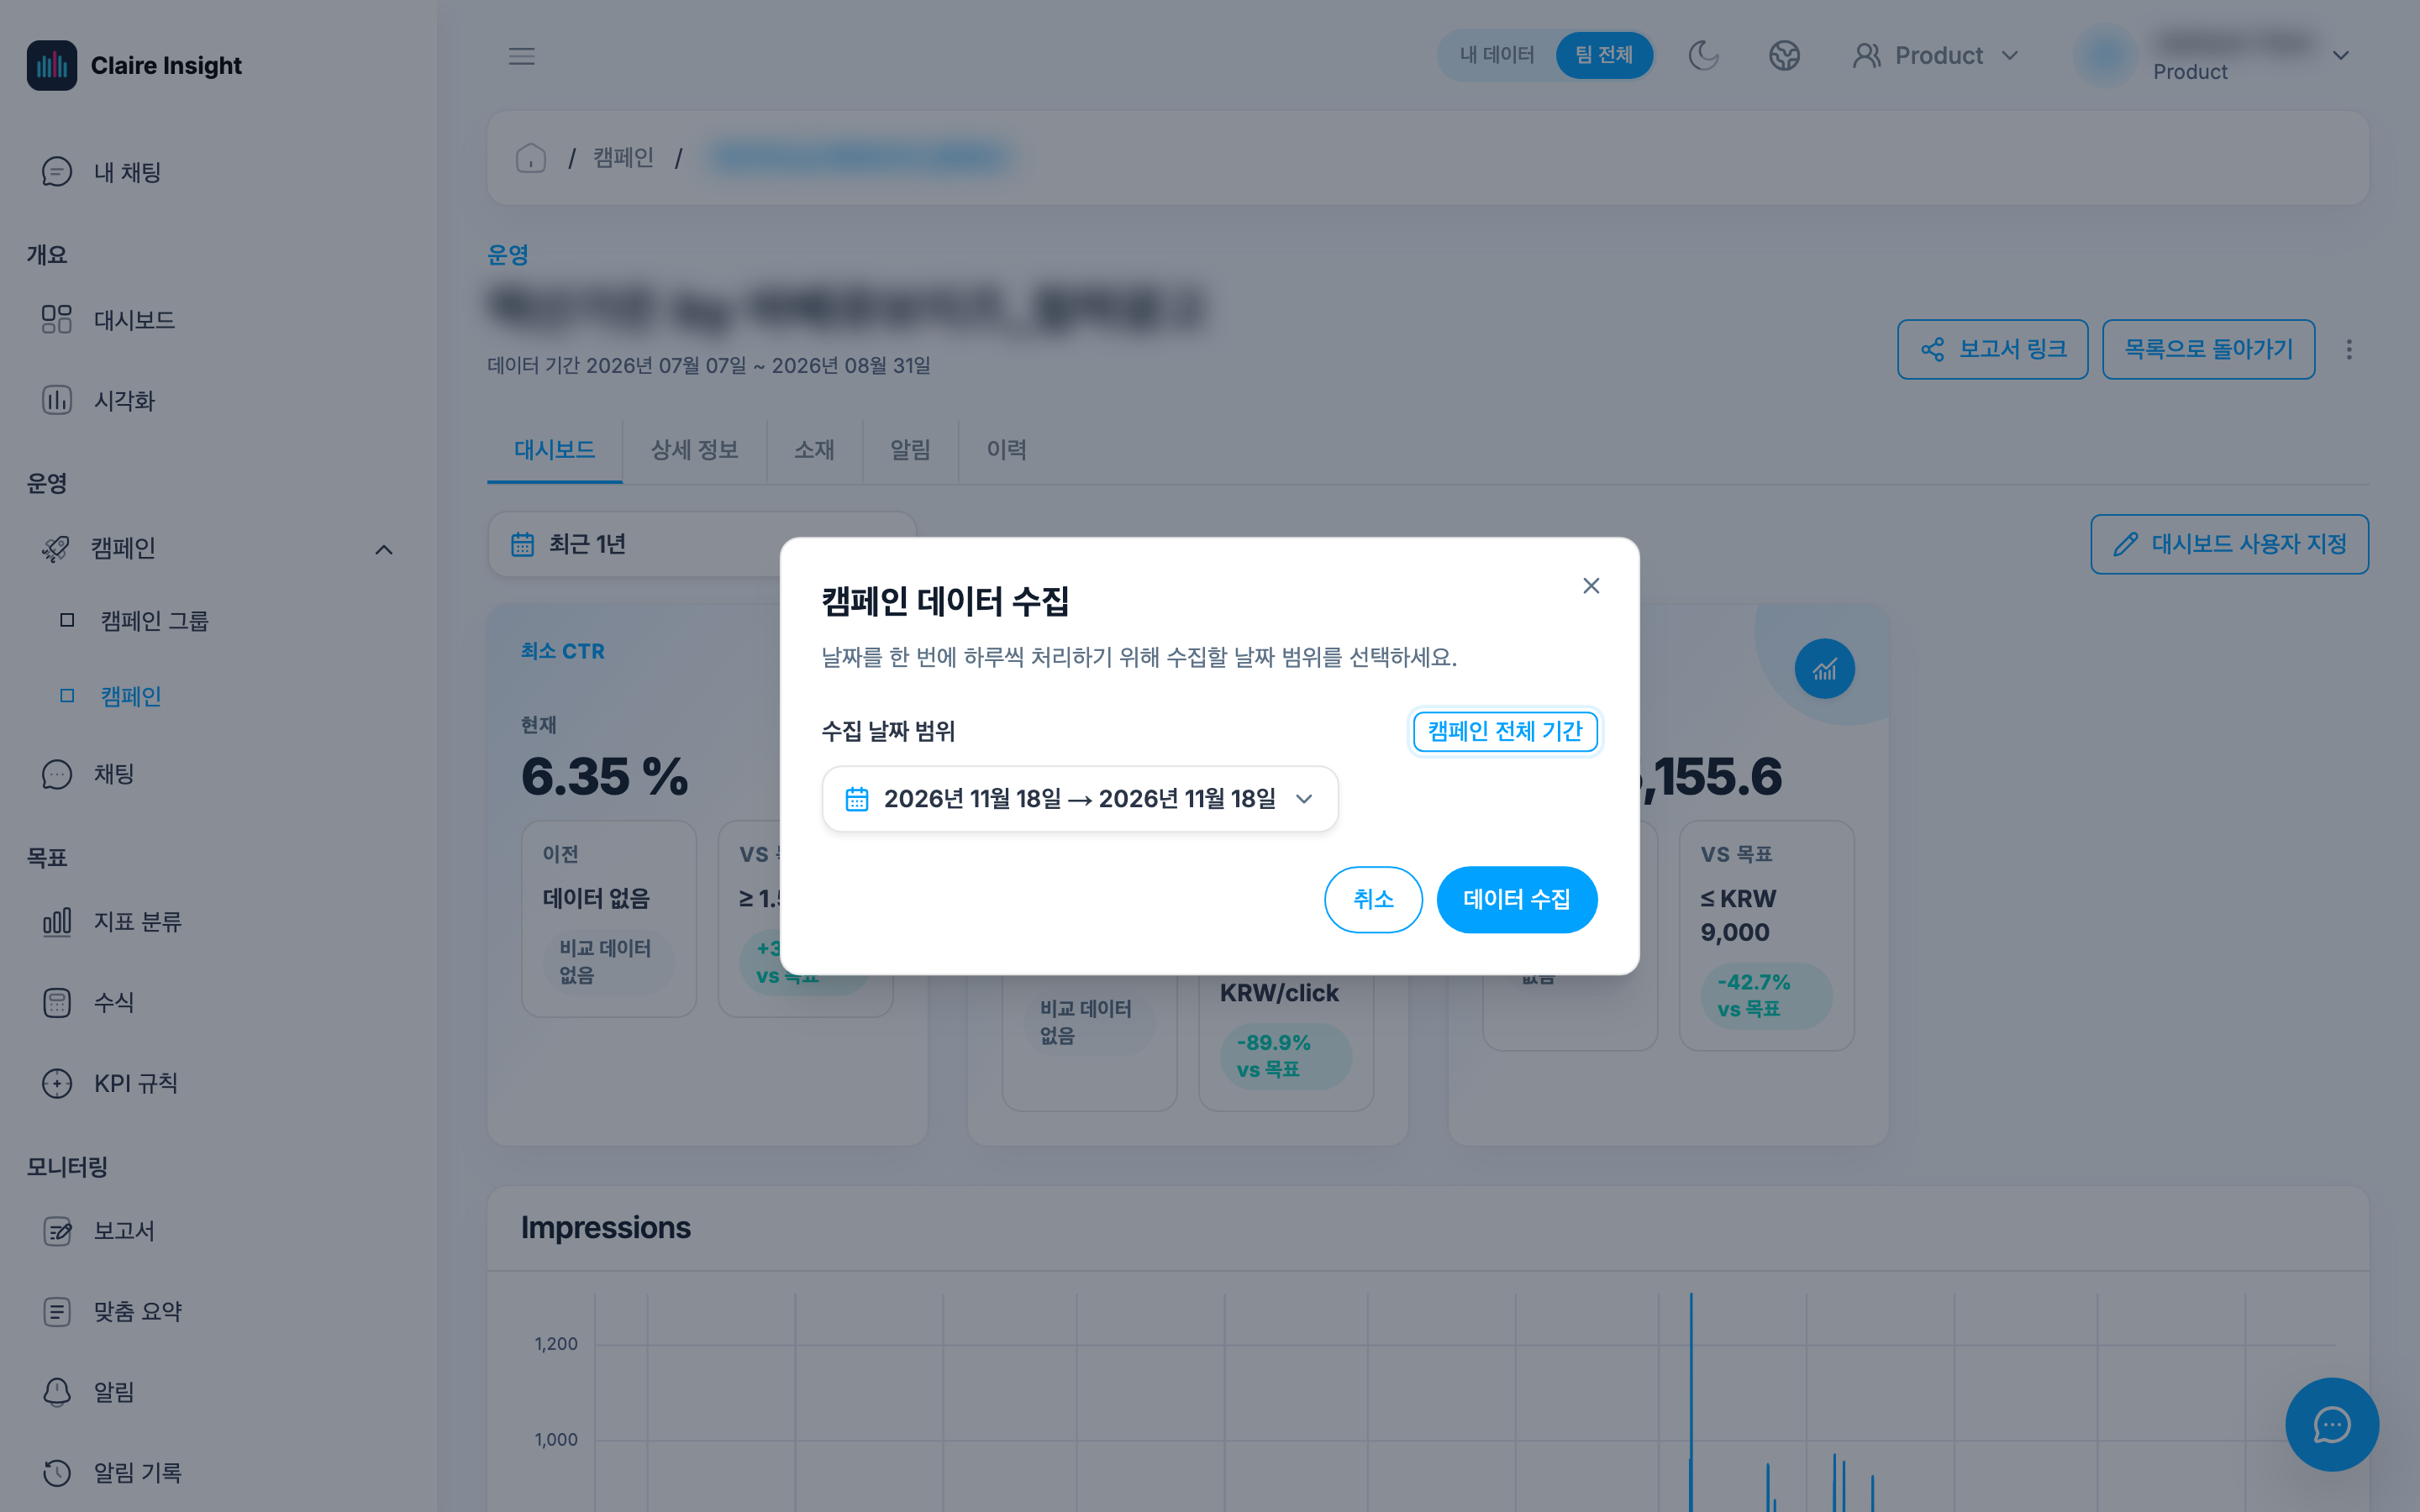 Claire Insight
내 채팅
개요
대시보드
시각화
운영
캠페인
캠페인 그룹
캠페인
채팅
목표
지표 분류
수식
KPI 규칙
모니터링
보고서
맞춤 요약
알림
알림 기록
내 데이터
팀 전체
Product
Product
/ 캠페인 /
운영
데이터 기간 2026년 07월 07일 ~ 2026년 08월 31일
보고서 링크
목록으로 돌아가기
대시보드
상세 정보
소재
알림
이력
최근 1년
대시보드 사용자 지정
캠페인 데이터 수집
날짜를 한 번에 하루씩 처리하기 위해 수집할 날짜 범위를 선택하세요.
수집 날짜 범위
캠페인 전체 기간
2026년 11월 18일 → 2026년 11월 18일
취소
데이터 수집
최소 CTR
현재
6.35 %
이전
데이터 없음
비교 데이터
없음
VS
≥ 1.5
+3
vs 목표
비교 데이터
없음
KRW/click
-89.9%
vs 목표
,155.6
없음
VS 목표
≤ KRW
9,000
-42.7%
vs 목표
Impressions
1,200
1,000